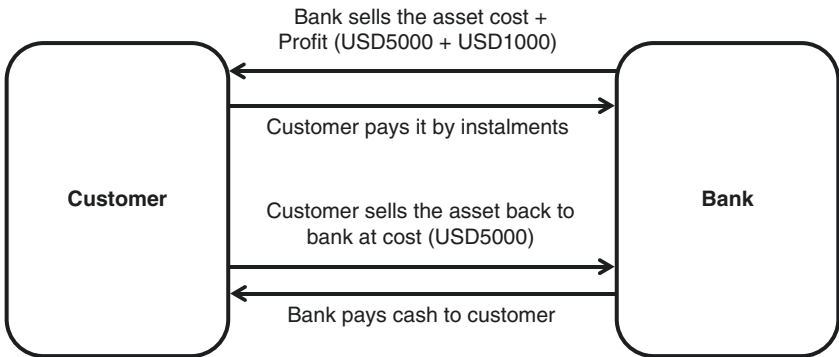 Bank sells the asset cost +
Profit (USD5000 + USD1000)
Customer pays it by instalments
Customer
Bank
Customer sells the asset back to
bank at cost (USD5000)
Bank pays cash to customer